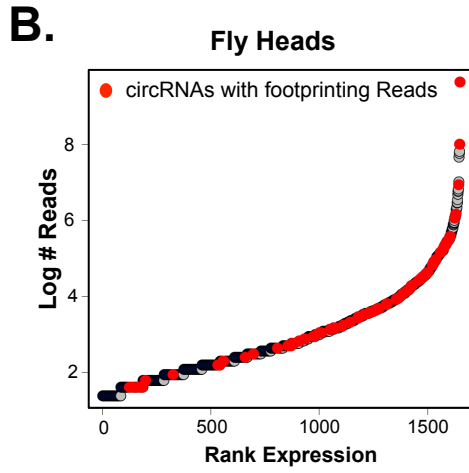 B.
Fly Heads
circRNAs with footprinting Reads
Log # Reads
8
6
4
2
0
500
1000
1500
Rank Expression